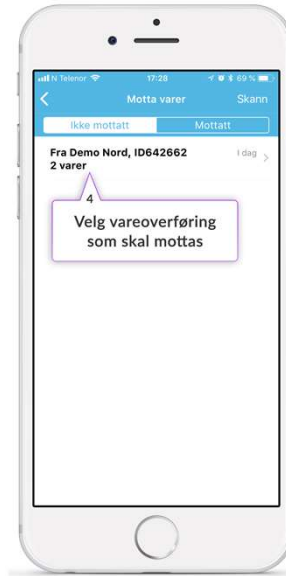 N Telenor 17:28 69 %
Motta varer Skann
Ikke mottatt Mottatt
Fra Demo Nord, ID642662 I dag
2 varer
4
Velg vareoverføring
som skal mottas